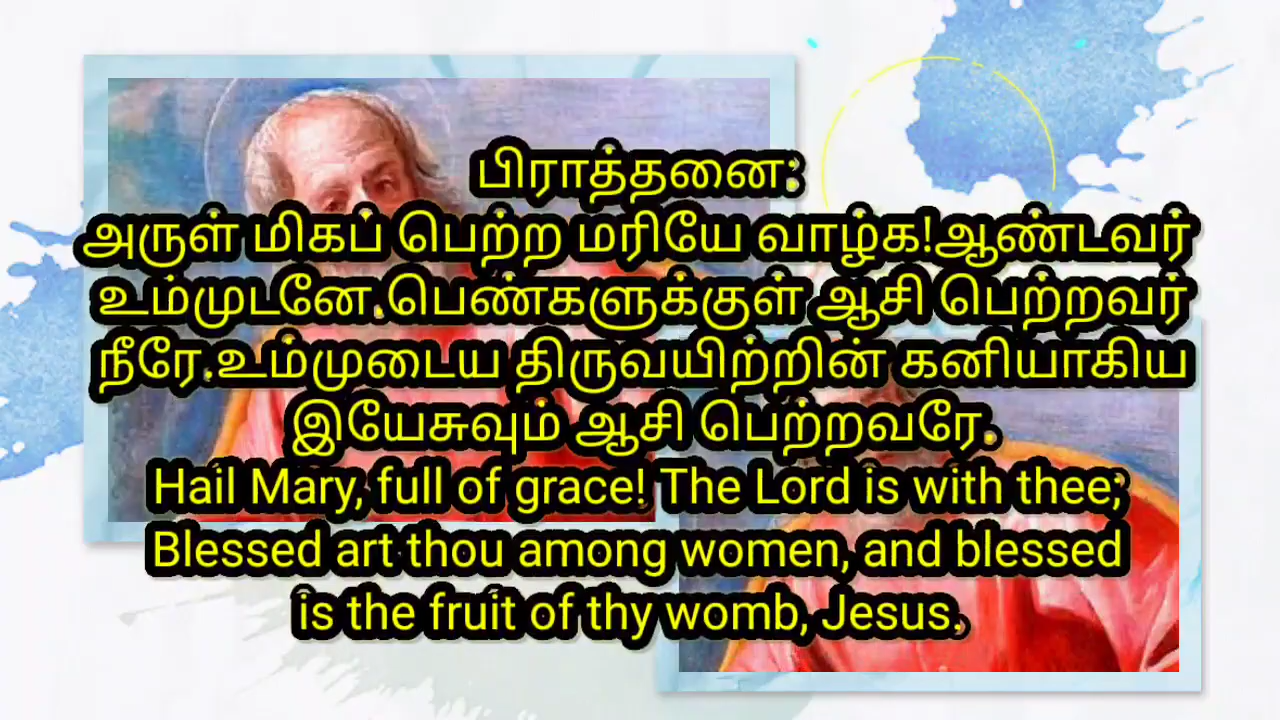 பிராத்தனை:
அருள் மிகப் பெற்ற மரியே வாழ்க!ஆண்டவர்
உம்முடனே.பெண்களுக்குள் ஆசி பெற்றவர்
நீரே.உம்முடைய திருவயிற்றின் கனியாகிய
இயேசுவும் ஆசி பெற்றவரே.
Hail Mary, full of grace! The Lord is with thee;
Blessed art thou among women, and blessed
is the fruit of thy womb, Jesus.